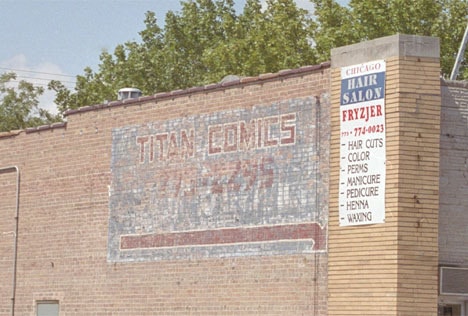 TITAN COMICS
CHICAGO
HAIR
SALON
FRYZJER
773 • 774-0023
- HAIR CUTS
- COLOR
- PERMS
- MANICURE
- PEDICURE
- HENNA
- WAXING